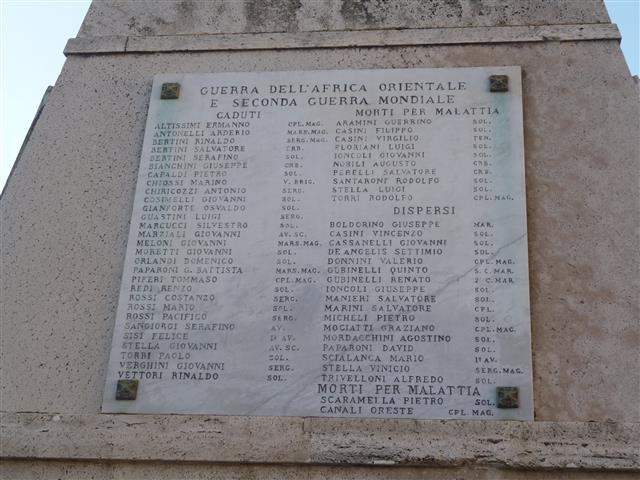 GUERRA DELL'AFRICA ORIENTALE
E SECONDA GUERRA MONDIALE
CADUTI
ALTISSIMI ERMANNO CPL. MAG.
ANTONELLI ARDERIO MARS. MAG.
BERTINI RINALDO SERG. MAG.
BERTINI SALVATORE CRB.
BERTINI SERAFINO SOL.
BIANCHINI GIUSEPPE CRB.
CAPALDI PIETRO SOL.
CHIOSSI MARINO V. BRIG.
CHIRICOZZI ANTONIO SERG.
COSIMELLI GIOVANNI SOL.
GIANFORTE OSVALDO SOL.
GUASTINI LUIGI SERG.
MARCUCCI SILVESTRO SOL.
MARZIALI GIOVANNI AV. SC.
MELONI GIOVANNI MARS. MAG.
MORETTI GIOVANNI SOL.
ORLANDI DOMENICO SOL.
PAPARONI G. BATTISTA MARS. MAG.
PIFERI TOMMASO CPL. MAG.
REDI RENZO SOL.
ROSSI COSTANZO SERG.
ROSSI MARIO SOL.
ROSSI PACIFICO SERG.
SANGIORGI SERAFINO AV.
SISI FELICE 1º AV.
STELLA GIOVANNI AV. SC.
TORRI PAOLO SOL.
VERGHINI GIOVANNI SERG.
VETTORI RINALDO SOL.
MORTI PER MALATTIA
ARAMINI GUERRINO SOL.
CASINI FILIPPO SOL.
CASINI VIRGILIO TEN.
FLORIANI LUIGI SOL.
IONCOLI GIOVANNI SOL.
NOBILI AUGUSTO CRB.
PERELLI SALVATORE CRB.
SANTARONI RODOLFO SOL.
STELLA LUIGI SOL.
TORRI RODOLFO CPL. MAG.
DISPERSI
BOLDORINO GIUSEPPE MAR.
CASINI VINCENZO SOL.
CASSANELLI GIOVANNI SOL.
DE ANGELIS SETTIMIO SOL.
DONNINI VALERIO CPL. MAG.
GUBINELLI QUINTO S. C. MAR.
GUBINELLI RENATO 2º C. MAR.
IONCOLI GIUSEPPE SOL.
MANIERI SALVATORE SOL.
MARINI SALVATORE CPL.
MICHELI PIETRO SOL.
MOGIATTI GRAZIANO CPL. MAG.
MORDACCHINI AGOSTINO SOL.
PAPARONI DAVID SOL.
SCIALANCA MARIO 1º AV.
STELLA VINICIO SERG. MAG.
TRIVELLONI ALFREDO SOL.
MORTI PER MALATTIA
SCARAMELLA PIETRO SOL.
CANALI ORESTE CPL. MAG.